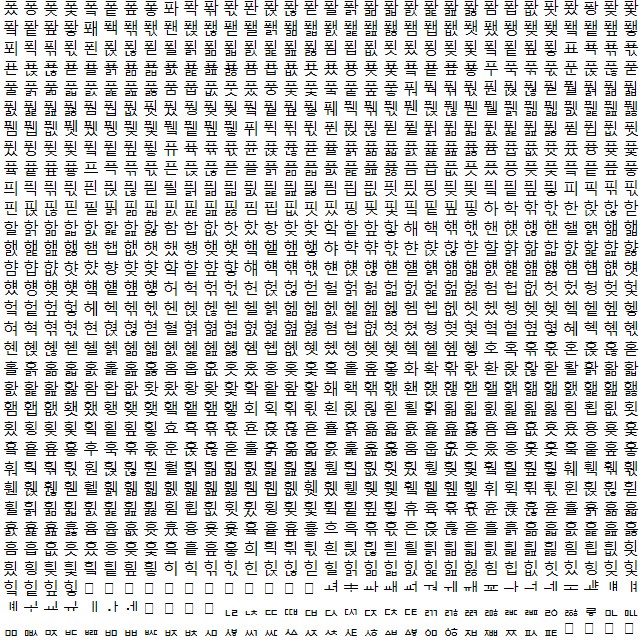 퐀 퐁 퐂 퐃 퐄 퐅 퐆 퐇 퐈 퐉 퐊 퐋 퐌 퐍 퐎 퐏 퐐 퐑 퐒 퐓 퐔 퐕 퐖 퐗 퐘 퐙 퐚 퐛 퐜 퐝 퐞 퐟
퐠 퐡 퐢 퐣 퐤 퐥 퐦 퐧 퐨 퐩 퐪 퐫 퐬 퐭 퐮 퐯 퐰 퐱 퐲 퐳 퐴 퐵 퐶 퐷 퐸 퐹 퐺 퐻 퐼 퐽 퐾 퐿
푀 푁 푂 푃 푄 푅 푆 푇 푈 푉 푊 푋 푌 푍 푎 푏 푐 푑 푒 푓 푔 푕 푖 푗 푘 푙 푚 푛 표 푝 푞 푟
푠 푡 푢 푣 푤 푥 푦 푧 푨 푩 푪 푫 푬 푭 푮 푯 푰 푱 푲 푳 푴 푵 푶 푷 푸 푹 푺 푻 푼 푽 푾 푿
풀 풁 풂 풃 풄 풅 풆 풇 품 풉 풊 풋 풌 풍 풎 풏 풐 풑 풒 풓 풔 풕 풖 풗 풘 풙 풚 풛 풜 풝 풞 풟
풠 풡 풢 풣 풤 풥 풦 풧 풨 풩 풪 풫 풬 풭 풮 풯 풰 풱 풲 풳 풴 풵 풶 풷 풸 풹 풺 풻 풼 풽 풾 풿
퓀 퓁 퓂 퓃 퓄 퓅 퓆 퓇 퓈 퓉 퓊 퓋 퓌 퓍 퓎 퓏 퓐 퓑 퓒 퓓 퓔 퓕 퓖 퓗 퓘 퓙 퓚 퓛 퓜 퓝 퓞 퓟
퓠 퓡 퓢 퓣 퓤 퓥 퓦 퓧 퓨 퓩 퓪 퓫 퓬 퓭 퓮 퓯 퓰 퓱 퓲 퓳 퓴 퓵 퓶 퓷 퓸 퓹 퓺 퓻 퓼 퓽 퓾 퓿
픀 픁 픂 픃 프 픅 픆 픇 픈 픉 픊 픋 플 픍 픎 픏 픐 픑 픒 픓 픔 픕 픖 픗 픘 픙 픚 픛 픜 픝 픞 픟
픠 픡 픢 픣 픤 픥 픦 픧 픨 픩 픪 픫 픬 픭 픮 픯 픰 픱 픲 픳 픴 픵 픶 픷 픸 픹 픺 픻 피 픽 픾 픿
핀 핁 핂 핃 필 핅 핆 핇 핈 핉 핊 핋 핌 핍 핎 핏 핐 핑 핒 핓 핔 핕 핖 핗 하 학 핚 핛 한 핝 핞 핟
할 핡 핢 핣 핤 핥 핦 핧 함 합 핪 핫 핬 항 핮 핯 핰 핱 핲 핳 해 핵 핶 핷 핸 핹 핺 핻 핼 핽 핾 핿
햀 햁 햂 햃 햄 햅 햆 햇 했 행 햊 햋 햌 햍 햎 햏 햐 햑 햒 햓 햔 햕 햖 햗 햘 햙 햚 햛 햜 햝 햞 햟
햠 햡 햢 햣 햤 향 햦 햧 햨 햩 햪 햫 햬 햭 햮 햯 햰 햱 햲 햳 햴 햵 햶 햷 햸 햹 햺 햻 햼 햽 햾 햿
헀 헁 헂 헃 헄 헅 헆 헇 허 헉 헊 헋 헌 헍 헎 헏 헐 헑 헒 헓 헔 헕 헖 헗 험 헙 헚 헛 헜 헝 헞 헟
헠 헡 헢 헣 헤 헥 헦 헧 헨 헩 헪 헫 헬 헭 헮 헯 헰 헱 헲 헳 헴 헵 헶 헷 헸 헹 헺 헻 헼 헽 헾 헿
혀 혁 혂 혃 현 혅 혆 혇 혈 혉 혊 혋 혌 혍 혎 혏 혐 협 혒 혓 혔 형 혖 혗 혘 혙 혚 혛 혜 혝 혞 혟
혠 혡 혢 혣 혤 혥 혦 혧 혨 혩 혪 혫 혬 혭 혮 혯 혰 혱 혲 혳 혴 혵 혶 혷 호 혹 혺 혻 혼 혽 혾 혿
홀 홁 홂 홃 홄 홅 홆 홇 홈 홉 홊 홋 홌 홍 홎 홏 홐 홑 홒 홓 화 확 홖 홗 환 홙 홚 홛 활 홝 홞 홟
홠 홡 홢 홣 홤 홥 홦 홧 홨 황 홪 홫 홬 홭 홮 홯 홰 홱 홲 홳 홴 홵 홶 홷 홸 홹 홺 홻 홼 홽 홾 홿
횀 횁 횂 횃 횄 횅 횆 횇 횈 횉 횊 횋 회 획 횎 횏 횐 횑 횒 횓 횔 횕 횖 횗 횘 횙 횚 횛 횜 횝 횞 횟
횠 횡 횢 횣 횤 횥 횦 횧 효 횩 횪 횫 횬 횭 횮 횯 횰 횱 횲 횳 횴 횵 횶 횷 횸 횹 횺 횻 횼 횽 횾 횿
훀 훁 훂 훃 후 훅 훆 훇 훈 훉 훊 훋 훌 훍 훎 훏 훐 훑 훒 훓 훔 훕 훖 훗 훘 훙 훚 훛 훜 훝 훞 훟
훠 훡 훢 훣 훤 훥 훦 훧 훨 훩 훪 훫 훬 훭 훮 훯 훰 훱 훲 훳 훴 훵 훶 훷 훸 훹 훺 훻 훼 훽 훾 훿
휀 휁 휂 휃 휄 휅 휆 휇 휈 휉 휊 휋 휌 휍 휎 휏 휐 휑 휒 휓 휔 휕 휖 휗 휘 휙 휚 휛 휜 휝 휞 휟
휠 휡 휢 휣 휤 휥 휦 휧 휨 휩 휪 휫 휬 휭 휮 휯 휰 휱 휲 휳 휴 휵 휶 휷 휸 휹 휺 휻 휼 휽 휾 휿
흀 흁 흂 흃 흄 흅 흆 흇 흈 흉 흊 흋 흌 흍 흎 흏 흐 흑 흒 흓 흔 흕 흖 흗 흘 흙 흚 흛 흜 흝 흞 흟
흠 흡 흢 흣 흤 흥 흦 흧 흨 흩 흪 흫 희 흭 흮 흯 흰 흱 흲 흳 흴 흵 흶 흷 흸 흹 흺 흻 흼 흽 흾 흿
힀 힁 힂 힃 힄 힅 힆 힇 히 힉 힊 힋 힌 힍 힎 힏 힐 힑 힒 힓 힔 힕 힖 힗 힘 힙 힚 힛 힜 힝 힞 힟
힠 힡 힢 힣